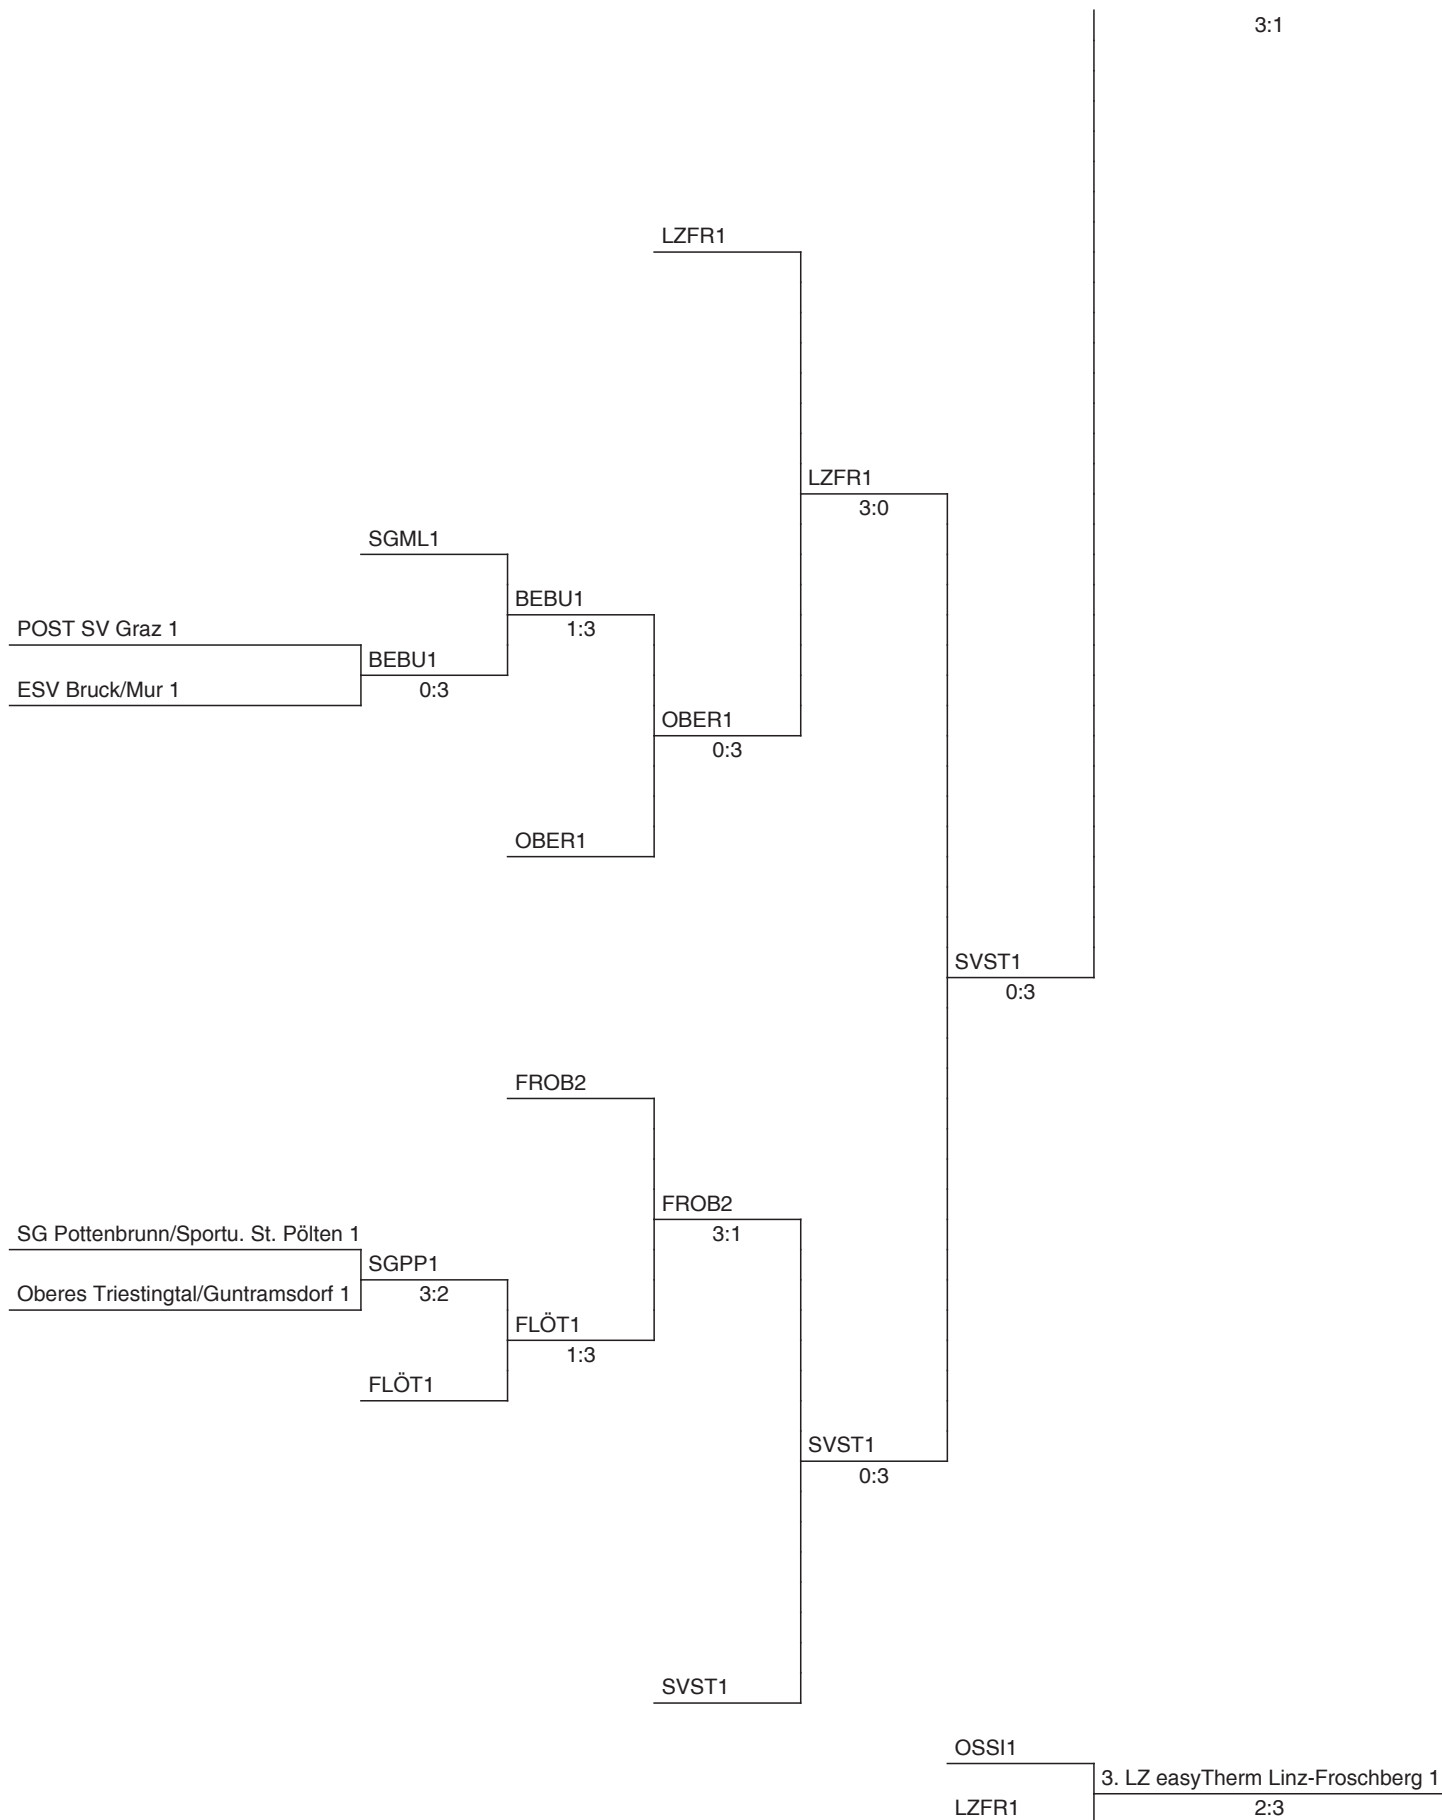 3:1
LZFR1
LZFR1
3:0
SGML1
BEBU1
POST SV Graz 1
1:3
BEBU1
ESV Bruck/Mur 1
0:3
OBER1
0:3
OBER1
SVST1
0:3
FROB2
FROB2
SG Pottenbrunn/Sportu. St. Pölten 1
3:1
SGPP1
Oberes Triestingtal/Guntramsdorf 1
3:2
FLÖT1
1:3
FLÖT1
SVST1
0:3
SVST1
OSSI1
3. LZ easyTherm Linz-Froschberg 1
LZFR1
2:3